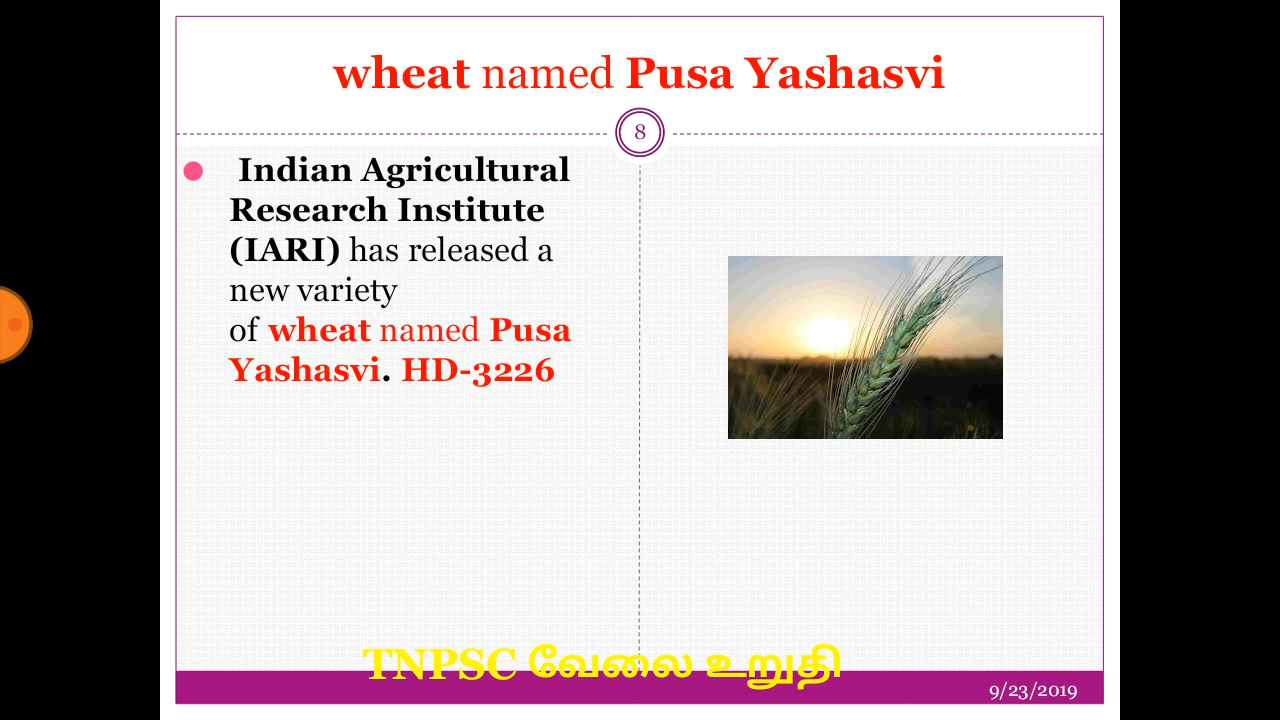 wheat named Pusa Yashasvi
8
Indian Agricultural
Research Institute
(IARI) has released a
new variety
of wheat named Pusa
Yashasvi. HD-3226
TNPSC வேலை உறுதி
9/23/2019